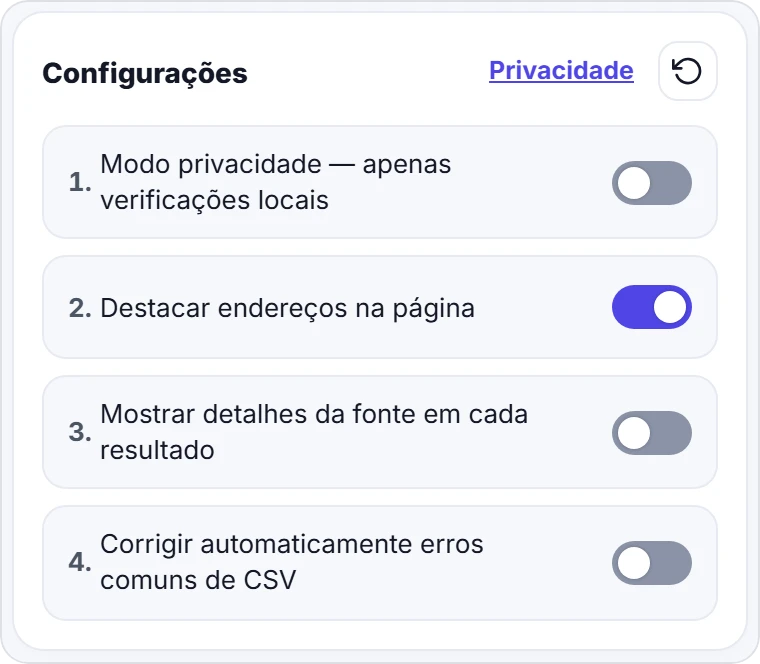 Configurações
Privacidade
1. Modo privacidade — apenas
verificações locais
2. Destacar endereços na página
3. Mostrar detalhes da fonte em cada
resultado
4. Corrigir automaticamente erros
comuns de CSV